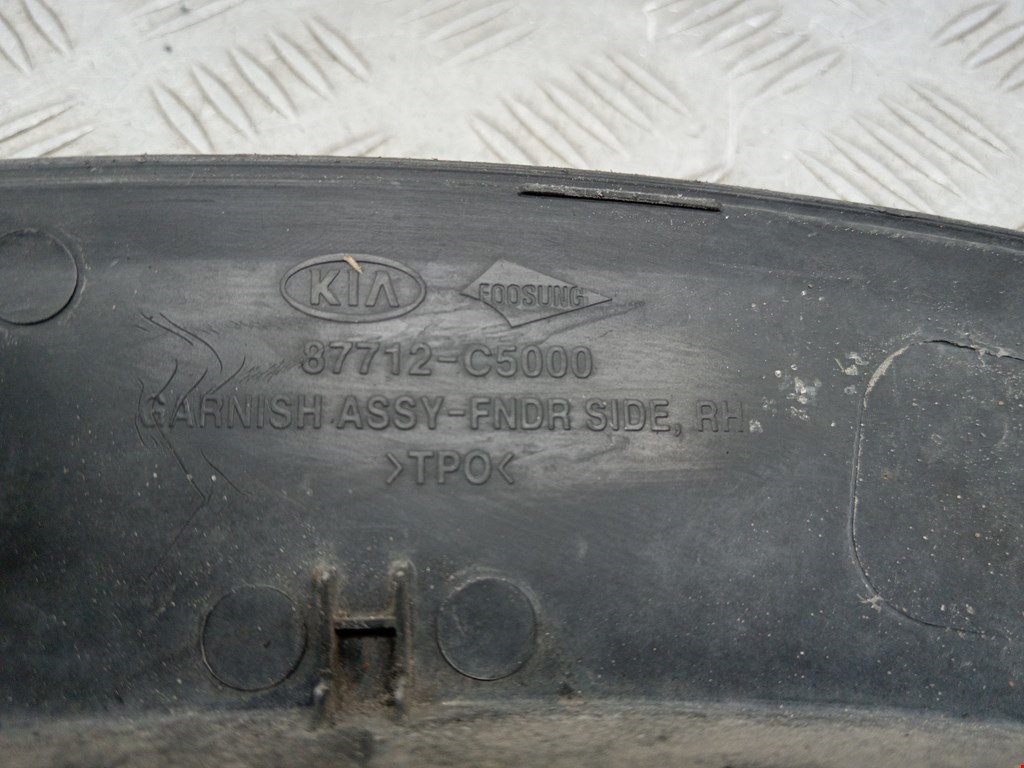 KIA FOOSUNG
87712-C5000
GARNISH ASSY-FNDR SIDE, RH
>TPO<